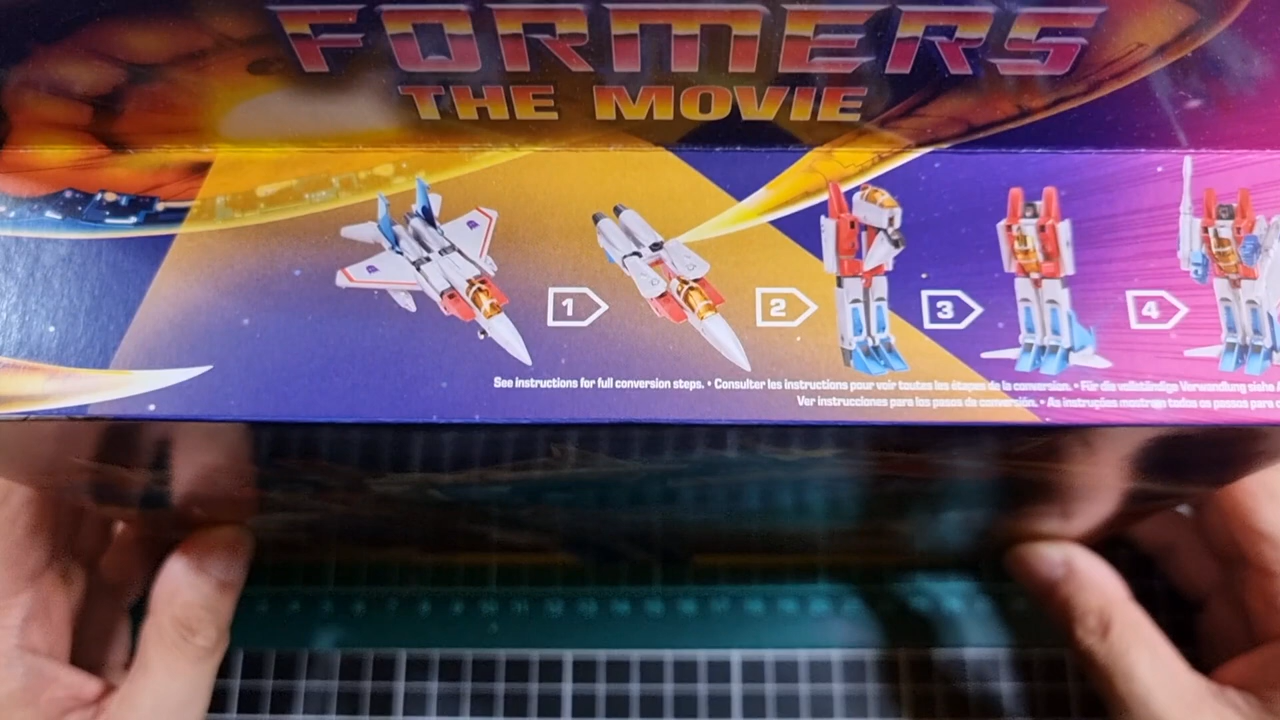 FORMERS
THE MOVIE
1
2
3
4
See instructions for full conversion steps. • Consulter les instructions pour voir toutes les étapes de la conversion. • Für die vollständige Verwandlung siehe
Ver instrucciones para los pasos de conversión. • As instruções mostram todos os passos para